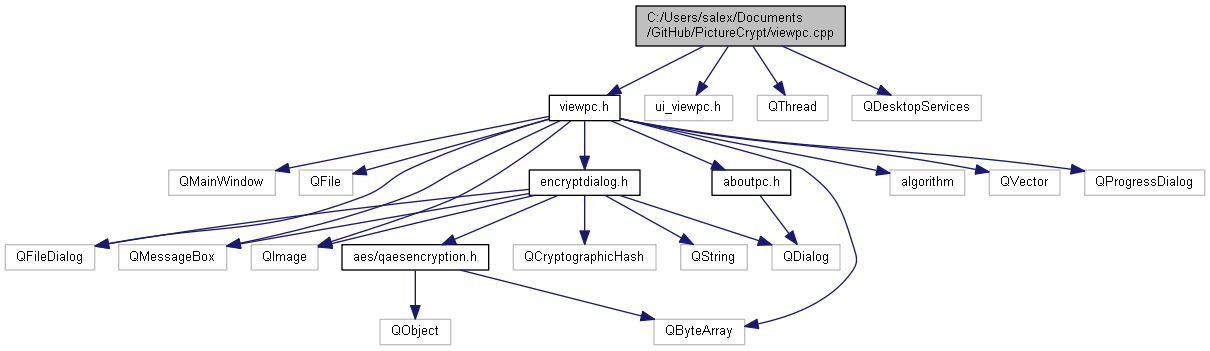 C:/Users/salex/Documents
/GitHub/PictureCrypt/viewpc.cpp
viewpc.h
ui_viewpc.h
QThread
QDesktopServices
QMainWindow
QFile
encryptdialog.h
aboutpc.h
algorithm
QVector
QProgressDialog
QFileDialog
QMessageBox
QImage
aes/qaesencryption.h
QCryptographicHash
QString
QDialog
QObject
QByteArray